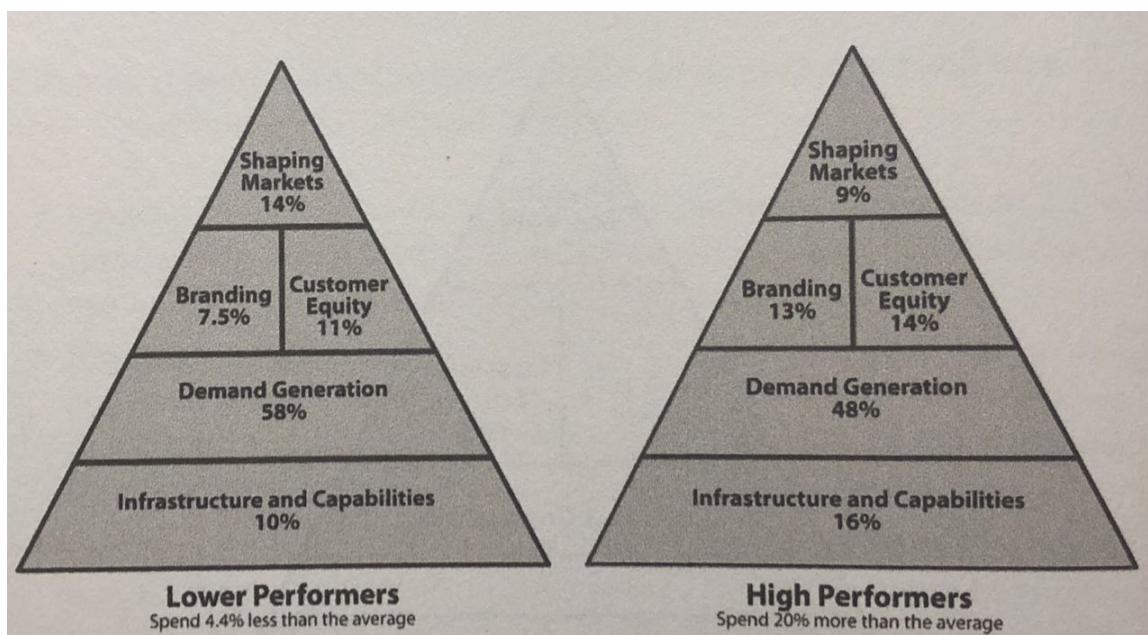 Shaping
Markets
14%
Branding
7.5%
Customer
Equity
11%
Demand Generation
58%
Infrastructure and Capabilities
10%
Lower Performers
Spend 4.4% less than the average
Shaping
Markets
9%
Branding
13%
Customer
Equity
14%
Demand Generation
48%
Infrastructure and Capabilities
16%
High Performers
Spend 20% more than the average